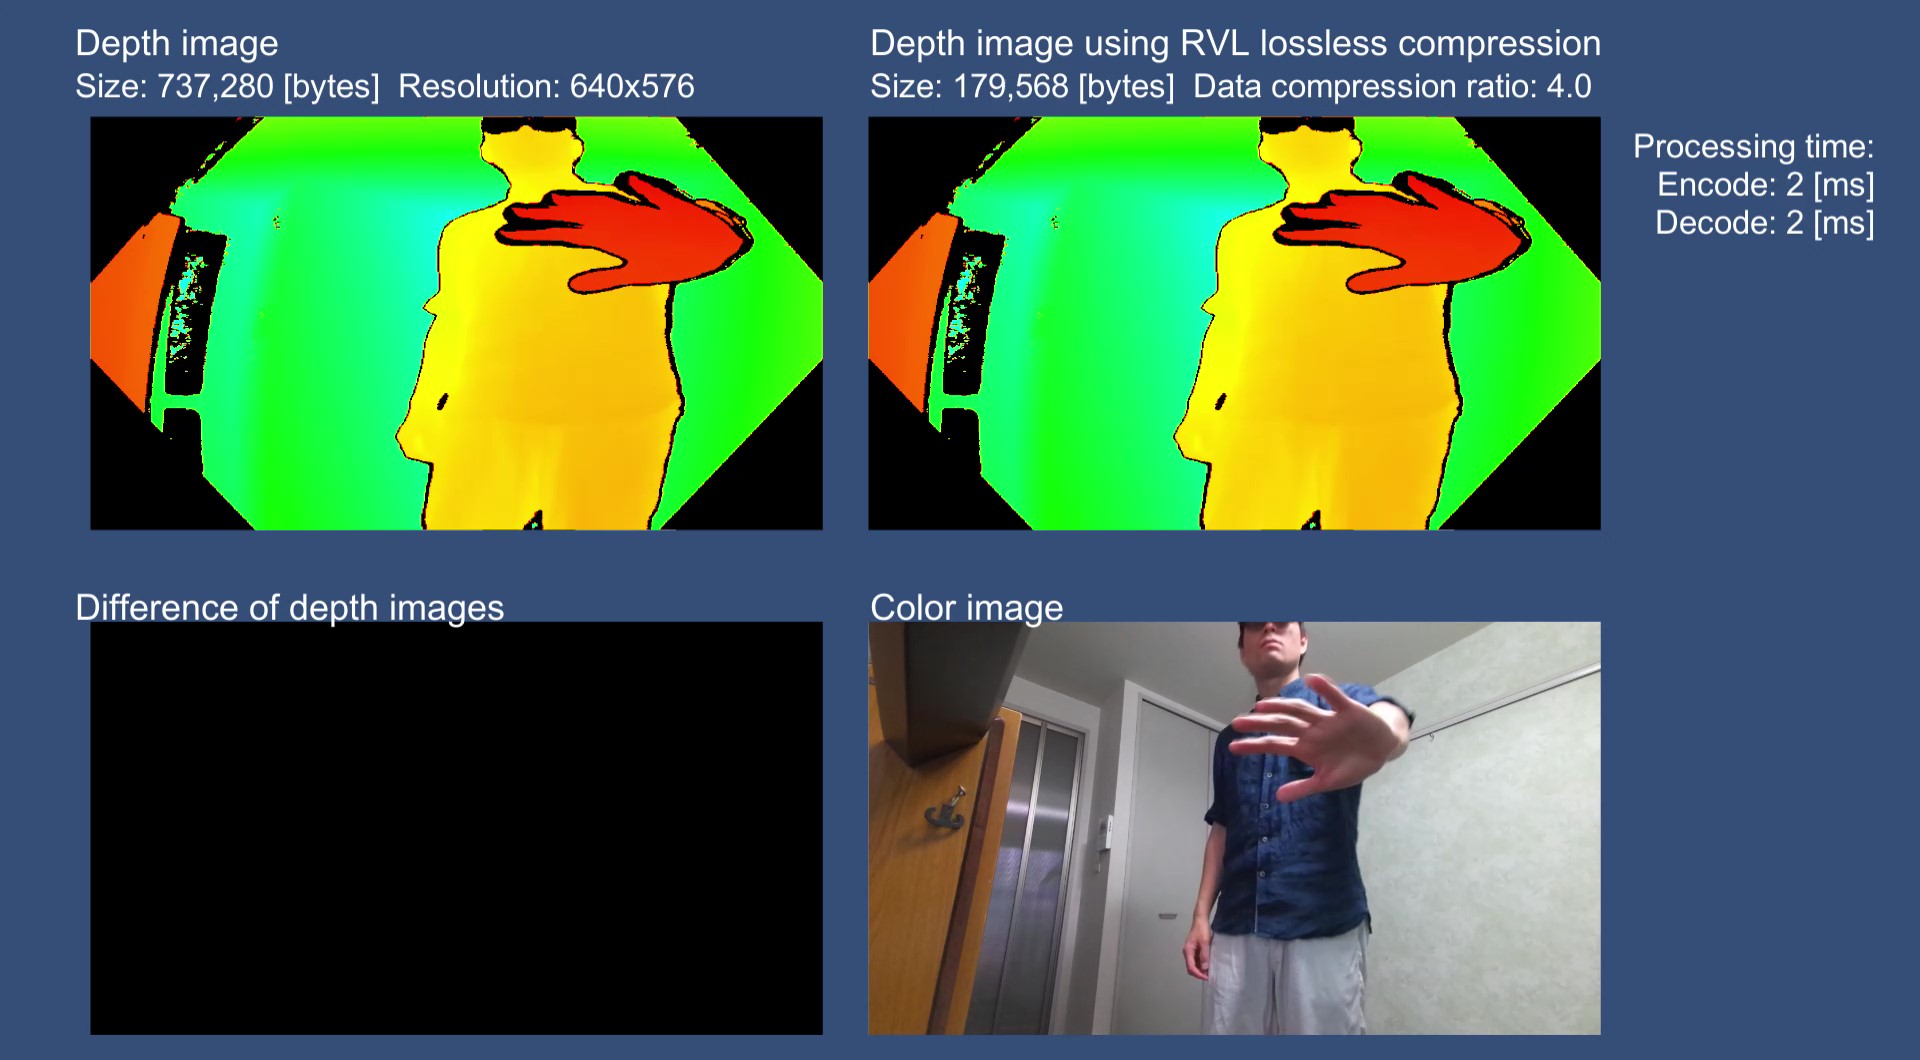 Depth image
Size: 737,280 [bytes]  Resolution: 640x576
Depth image using RVL lossless compression
Size: 179,568 [bytes]  Data compression ratio: 4.0
Processing time:
Encode: 2 [ms]
Decode: 2 [ms]
Difference of depth images
Color image